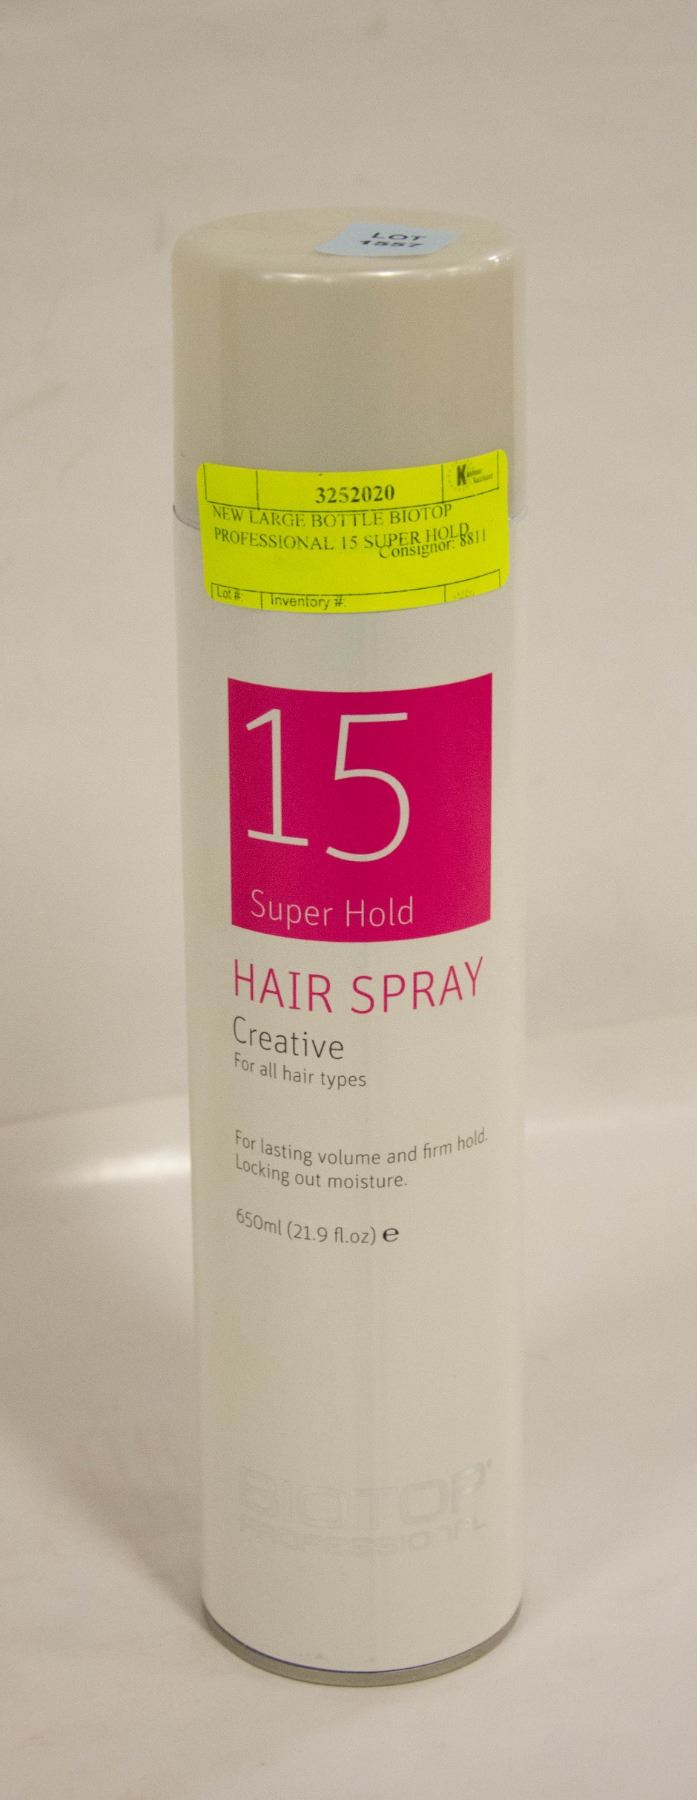 LOT
1557
3252020
NEW LARGE BOTTLE BIOTOP
PROFESSIONAL 15 SUPER HOLD
Consignor: 8811
Lot #: Inventory #:
15
Super Hold
HAIR SPRAY
Creative
For all hair types
For lasting volume and firm hold.
Locking out moisture.
650ml (21.9 fl.oz) e
BIOTOP
PROFESSIONAL